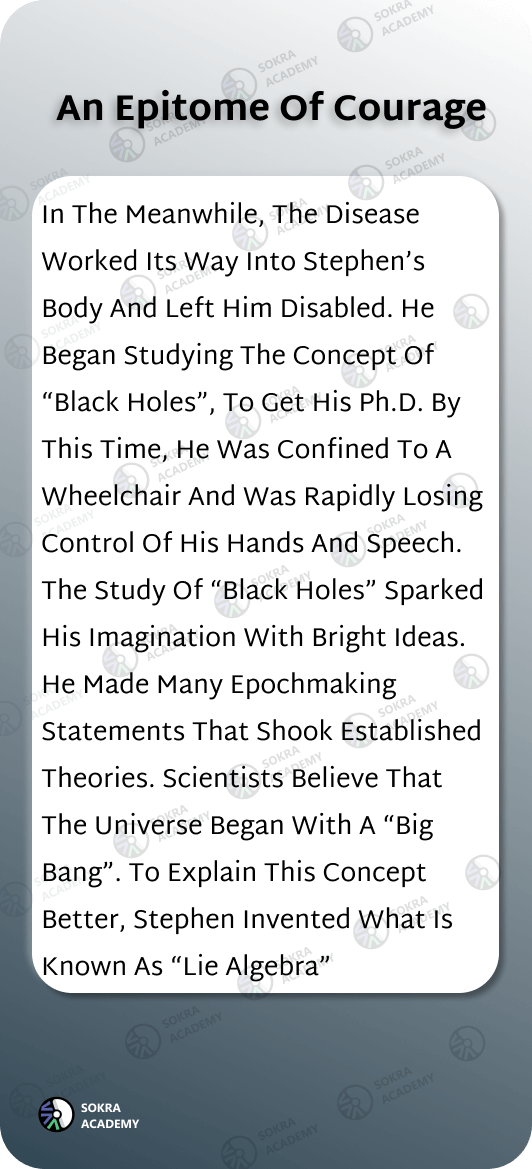 An Epitome Of Courage
In The Meanwhile, The Disease
Worked Its Way Into Stephen’s
Body And Left Him Disabled. He
Began Studying The Concept Of
“Black Holes”, To Get His Ph.D. By
This Time, He Was Confined To A
Wheelchair And Was Rapidly Losing
Control Of His Hands And Speech.
The Study Of “Black Holes” Sparked
His Imagination With Bright Ideas.
He Made Many Epochmaking
Statements That Shook Established
Theories. Scientists Believe That
The Universe Began With A “Big
Bang”. To Explain This Concept
Better, Stephen Invented What Is
Known As “Lie Algebra”
SOKRA
ACADEMY